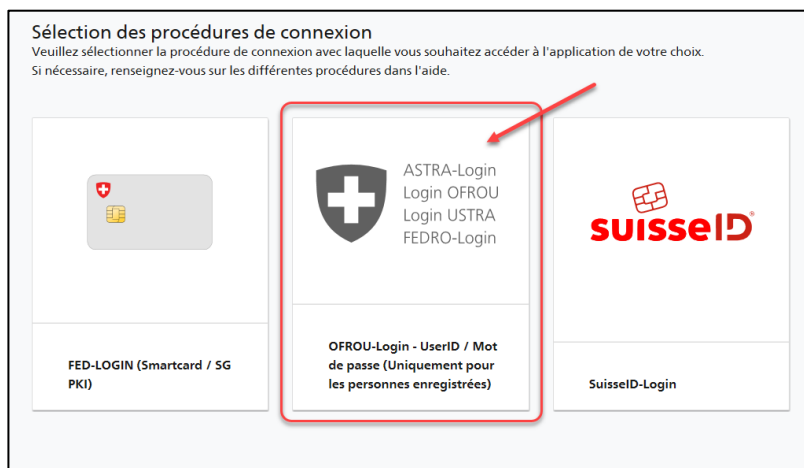 Sélection des procédures de connexion
Veuillez sélectionner la procédure de connexion avec laquelle vous souhaitez accéder à l'application de votre choix.
Si nécessaire, renseignez-vous sur les différentes procédures dans l'aide.
ASTRA-Login
Login OFROU
Login USTRA
FEDRO-Login
suisseID
FED-LOGIN (Smartcard / SG
PKI)
OFROU-Login - UserID / Mot
de passe (Uniquement pour
les personnes enregistrées)
SuisseID-Login